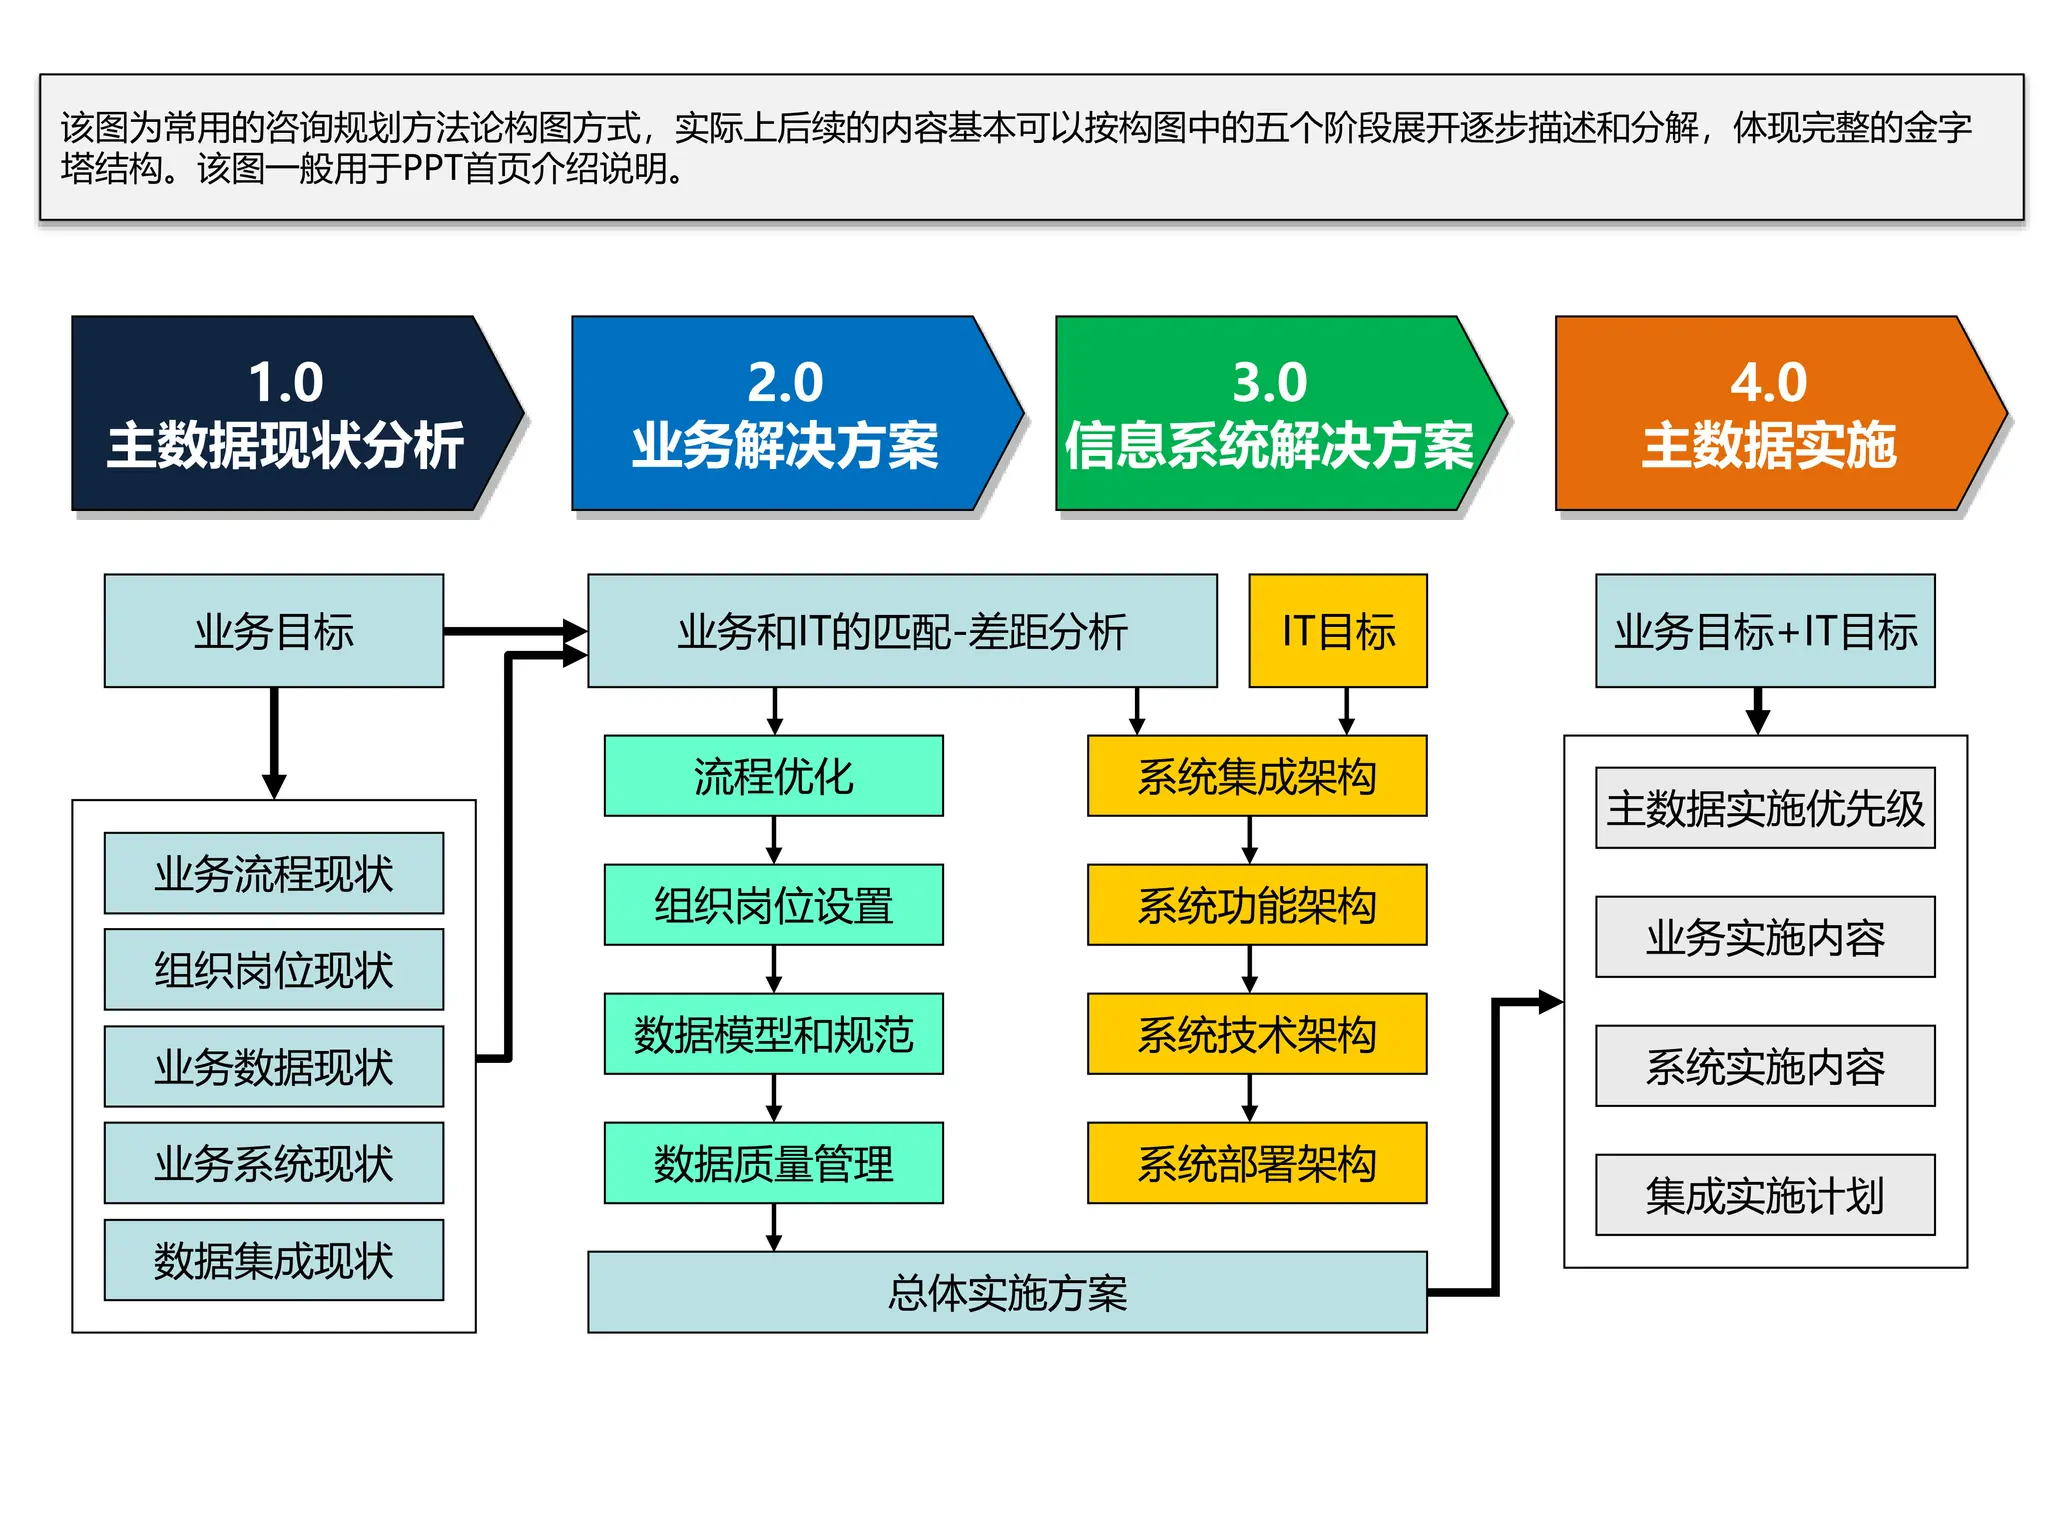 该图为常用的咨询规划方法论构图方式，实际上后续的内容基本可以按构图中的五个阶段展开逐步描述和分解，体现完整的金字
塔结构。该图一般用于PPT首页介绍说明。
1.0
主数据现状分析
2.0
业务解决方案
3.0
信息系统解决方案
4.0
主数据实施
业务目标
业务流程现状
组织岗位现状
业务数据现状
业务系统现状
数据集成现状
业务和IT的匹配-差距分析
IT目标
流程优化
组织岗位设置
数据模型和规范
数据质量管理
系统集成架构
系统功能架构
系统技术架构
系统部署架构
总体实施方案
业务目标+IT目标
主数据实施优先级
业务实施内容
系统实施内容
集成实施计划